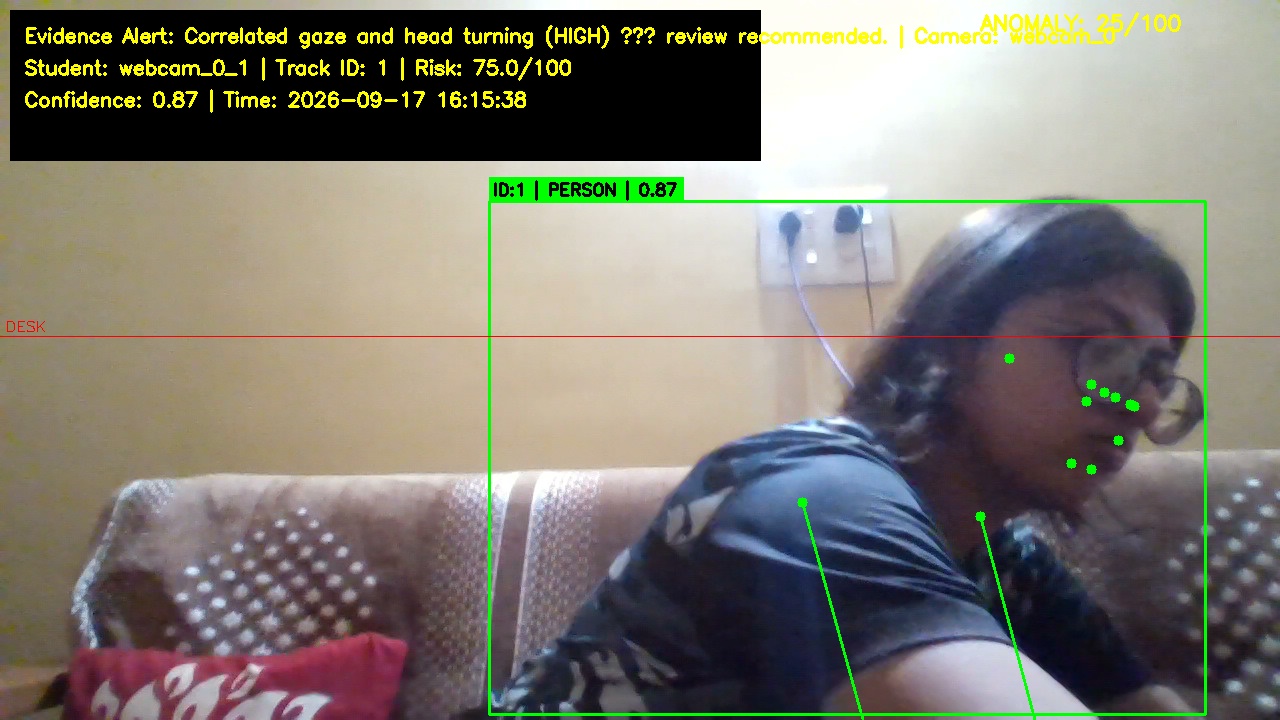 Evidence Alert: Correlated gaze and head turning (HIGH) ??? review recommended. | Camera: webcam_0
ANOMALY: 25/100
Student: webcam_0_1 | Track ID: 1 | Risk: 75.0/100
Confidence: 0.87 | Time: 2026-09-17 16:15:38
ID:1 | PERSON | 0.87
DESK